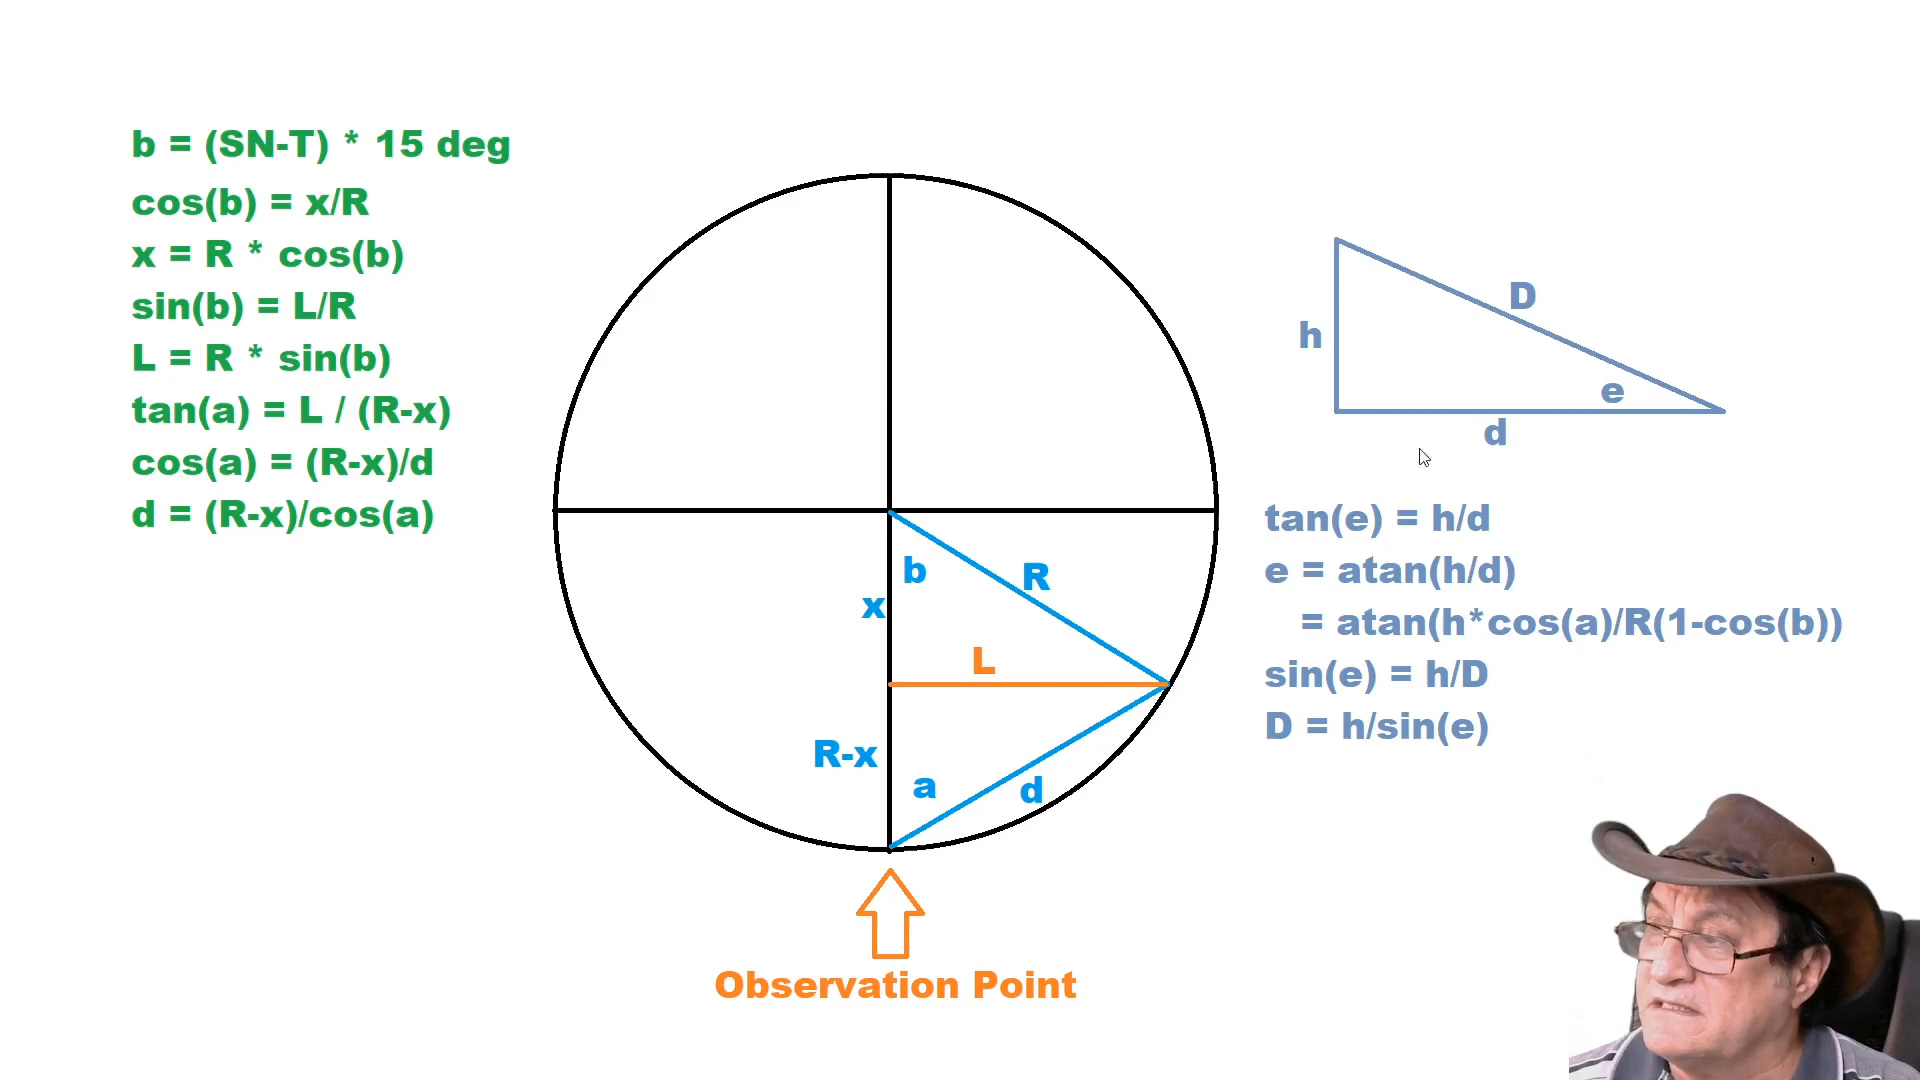 b = (SN-T) * 15 deg
cos(b) = x/R
x = R * cos(b)
sin(b) = L/R
L = R * sin(b)
tan(a) = L / (R-x)
cos(a) = (R-x)/d
d = (R-x)/cos(a)
b
R
x
L
R-x
a
d
Observation Point
D
h
e
d
tan(e) = h/d
e = atan(h/d)
= atan(h*cos(a)/R(1-cos(b))
sin(e) = h/D
D = h/sin(e)